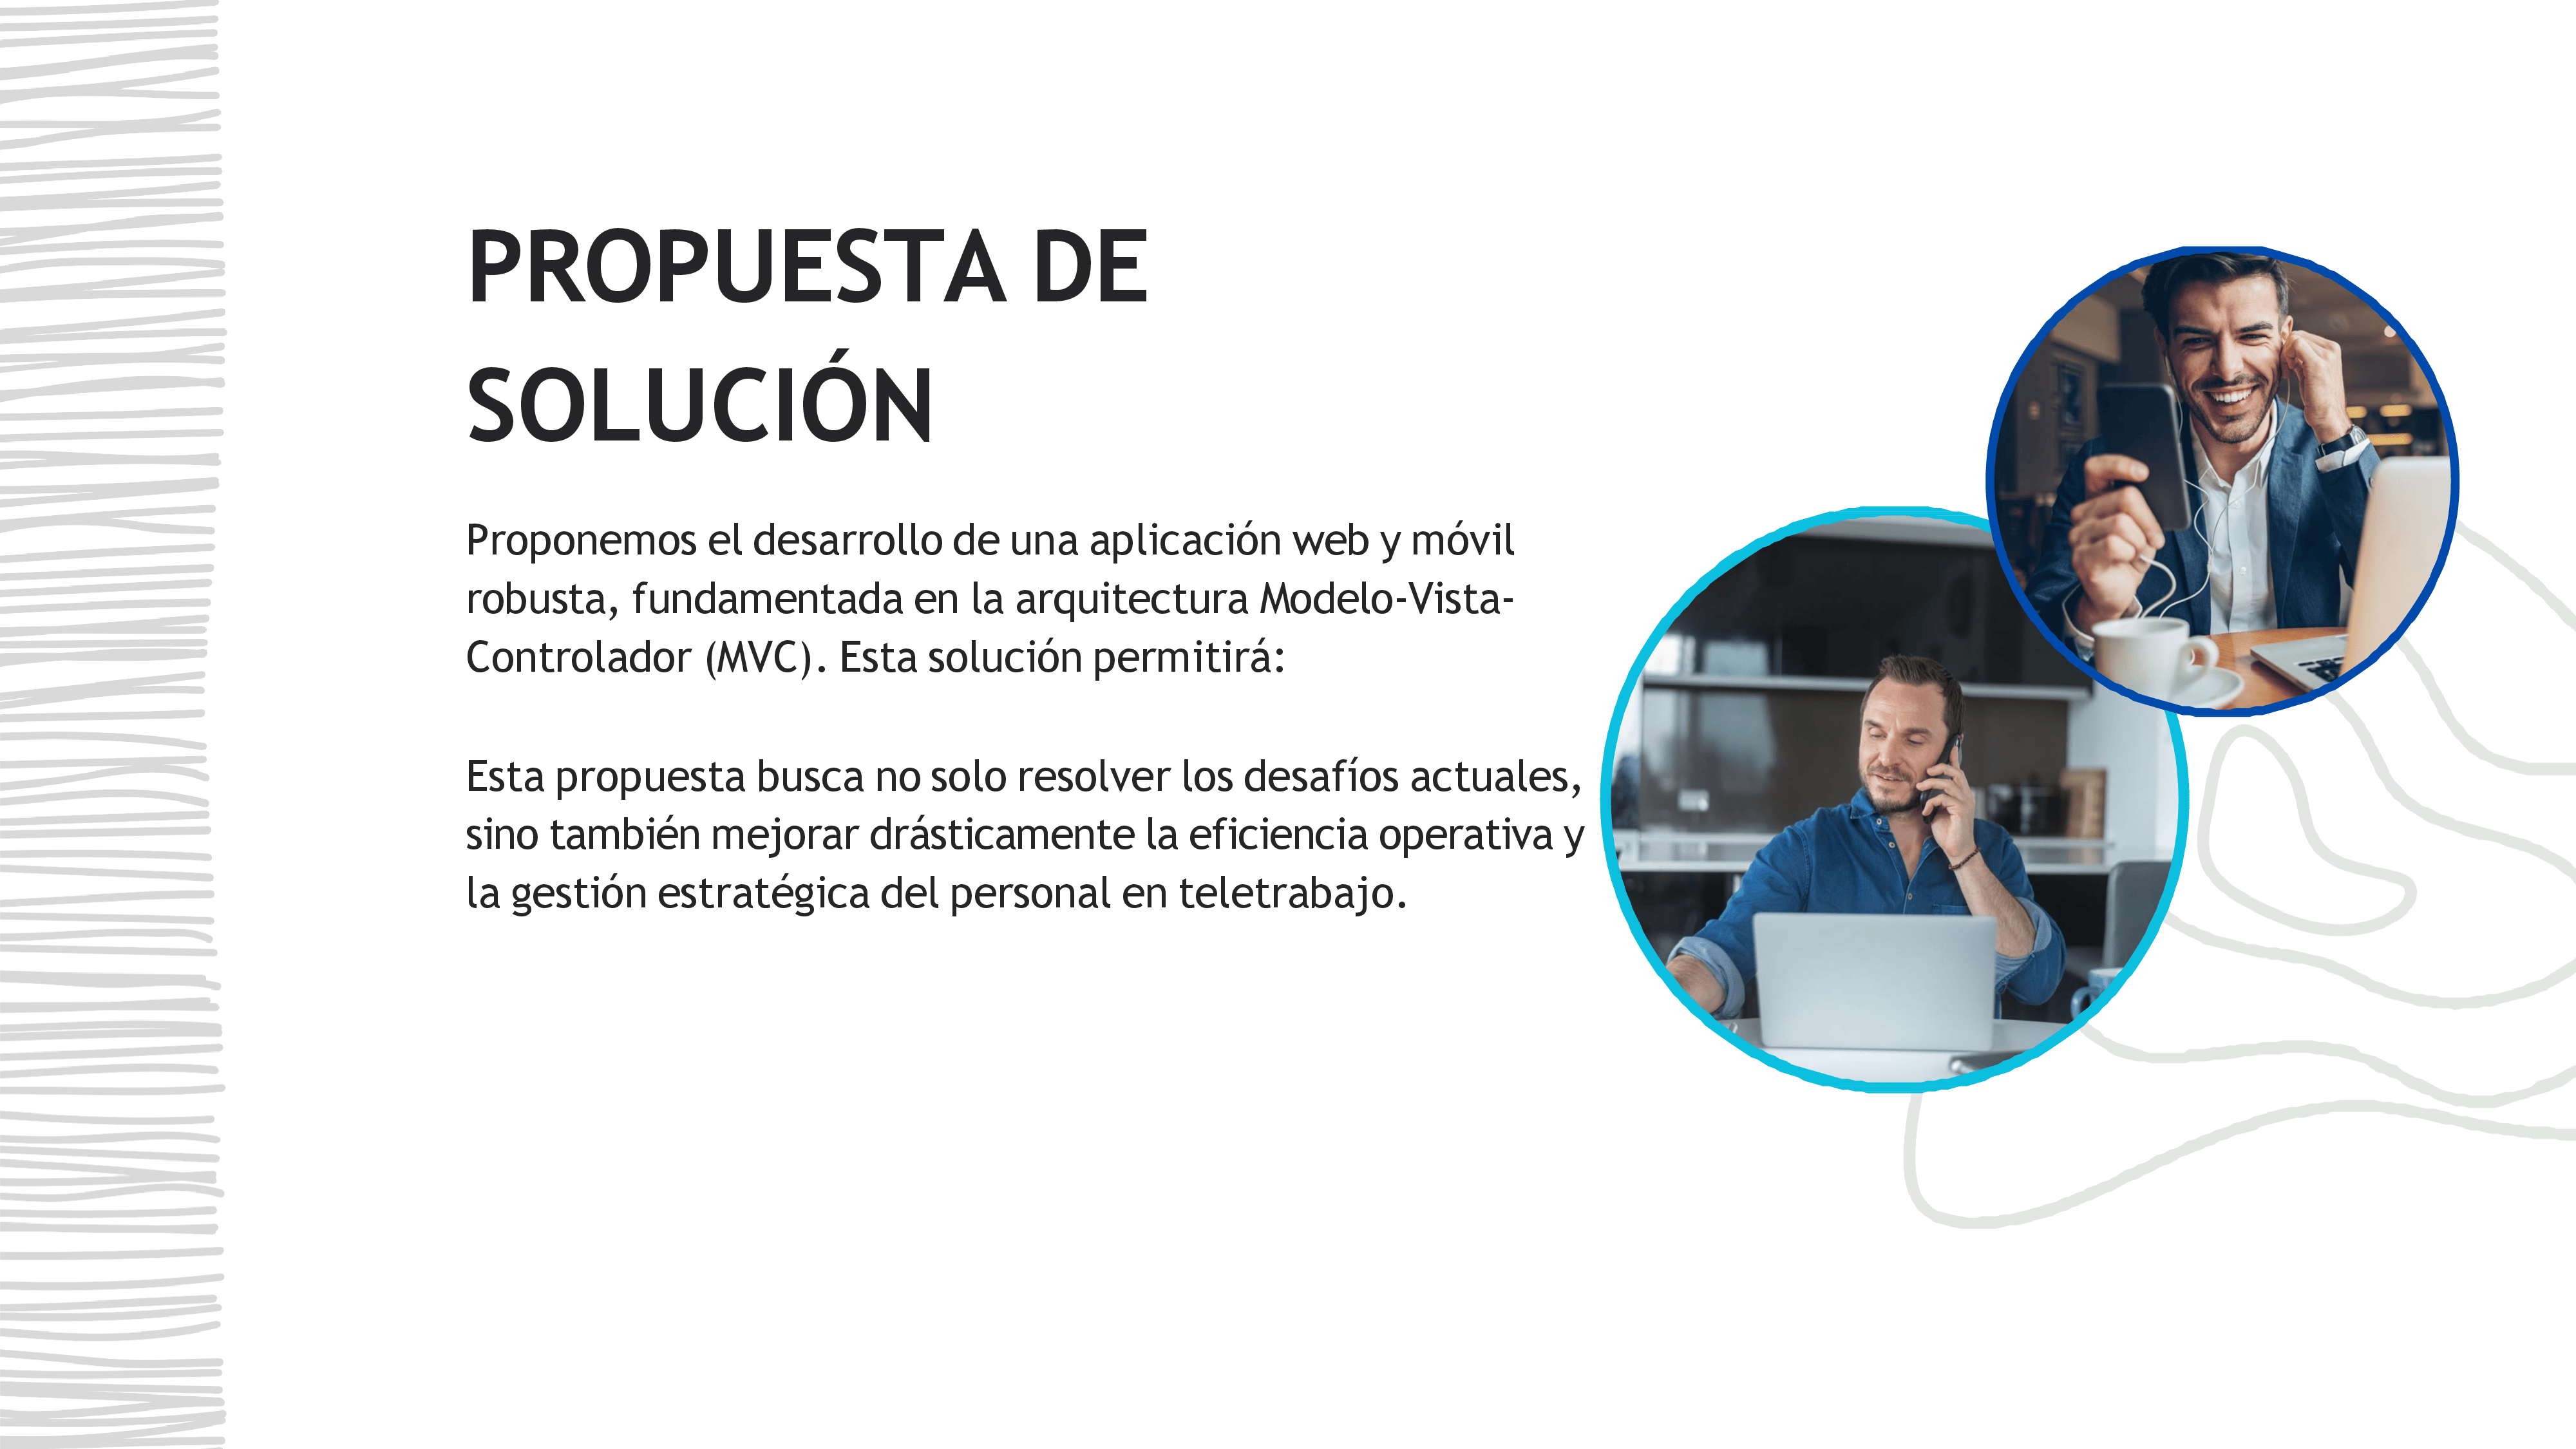 PROPUESTA DE
SOLUCIÓN
Proponemos el desarrollo de una aplicación web y móvil
robusta, fundamentada en la arquitectura Modelo-Vista-
Controlador (MVC). Esta solución permitirá:
Esta propuesta busca no solo resolver los desafíos actuales,
sino también mejorar drásticamente la eficiencia operativa y
la gestión estratégica del personal en teletrabajo.